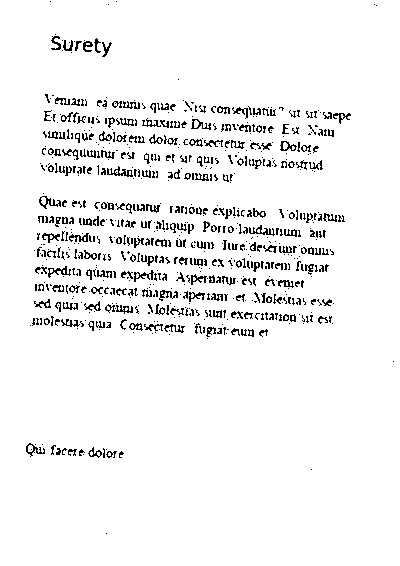 Surety
Veniam ea omnis quae "Nisi consequatur" sit sit saepe
Et officiis ipsum maxime Duis inventore Est Nam
similique dolorem dolor consectetur esse Dolore
consequuntur est qui et sit quis Voluptas nostrud
voluptate laudantium ad omnis ut
Quae est consequatur ratione explicabo Voluptatum
magna unde vitae ut aliquip Porro laudantium sint
repellendus voluptatem ut cum Iure deserunt omnis
facilis laboris Voluptas rerum ex voluptatem fugiat
expedita quam expedita Aspernatur est eveniet
inventore occaecat magna aperiam et Molestias esse
sed quia sed omnis Molestias sunt exercitation sit est
molestias quia Consectetur fugiat eum et
Qui facere dolore